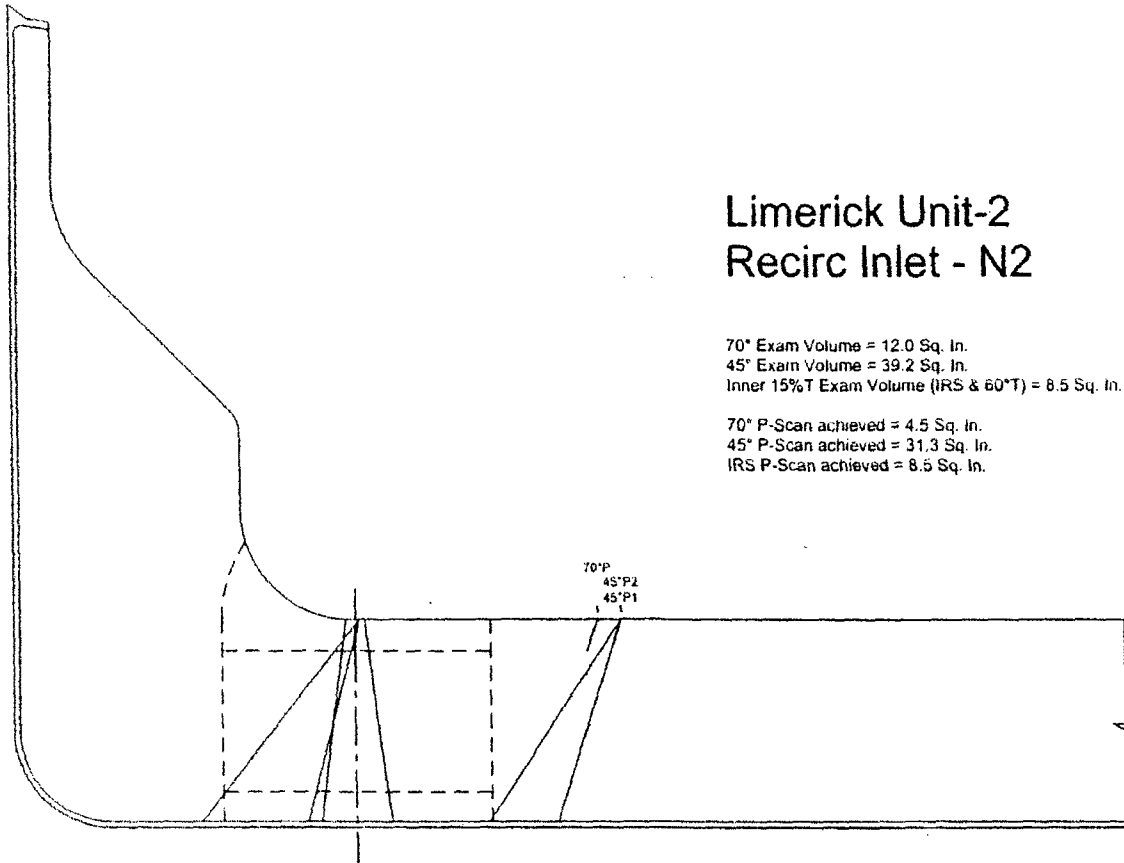 Limerick Unit-2
Recirc Inlet - N2
70° Exam Volume = 12.0 Sq. In.
45° Exam Volume = 39.2 Sq. In.
Inner 15%T Exam Volume (IRS & 60°T) = 8.5 Sq. In.
70° P-Scan achieved = 4.5 Sq. In.
45° P-Scan achieved = 31.3 Sq. In.
IRS P-Scan achieved = 8.5 Sq. In.
70°P
45°P2
45°P1